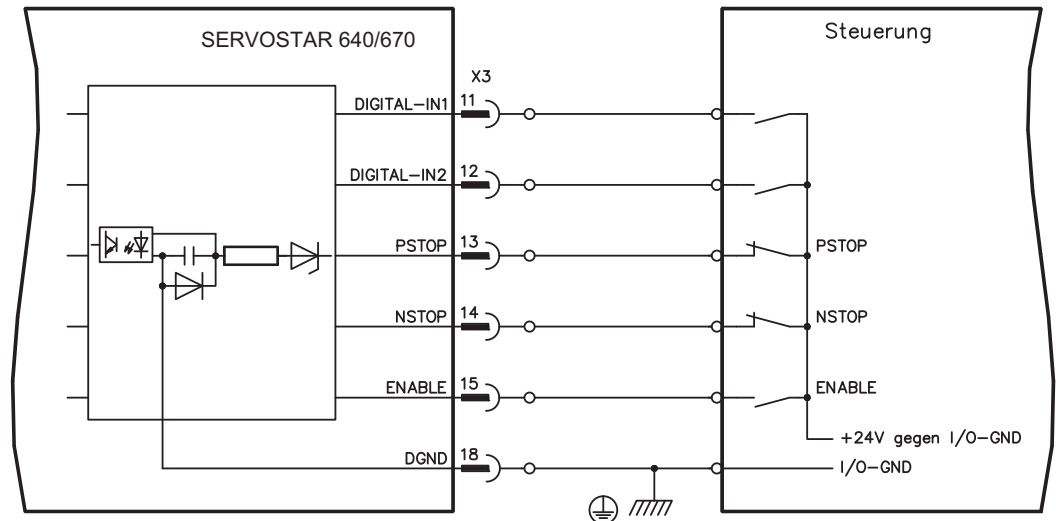 SERVOSTAR 640/670
Steuerung
X3
DIGITAL-IN1 11
DIGITAL-IN2 12
PSTOP 13 PSTOP
NSTOP 14 NSTOP
ENABLE 15 ENABLE
+24V gegen I/O-GND
DGND 18 I/O-GND